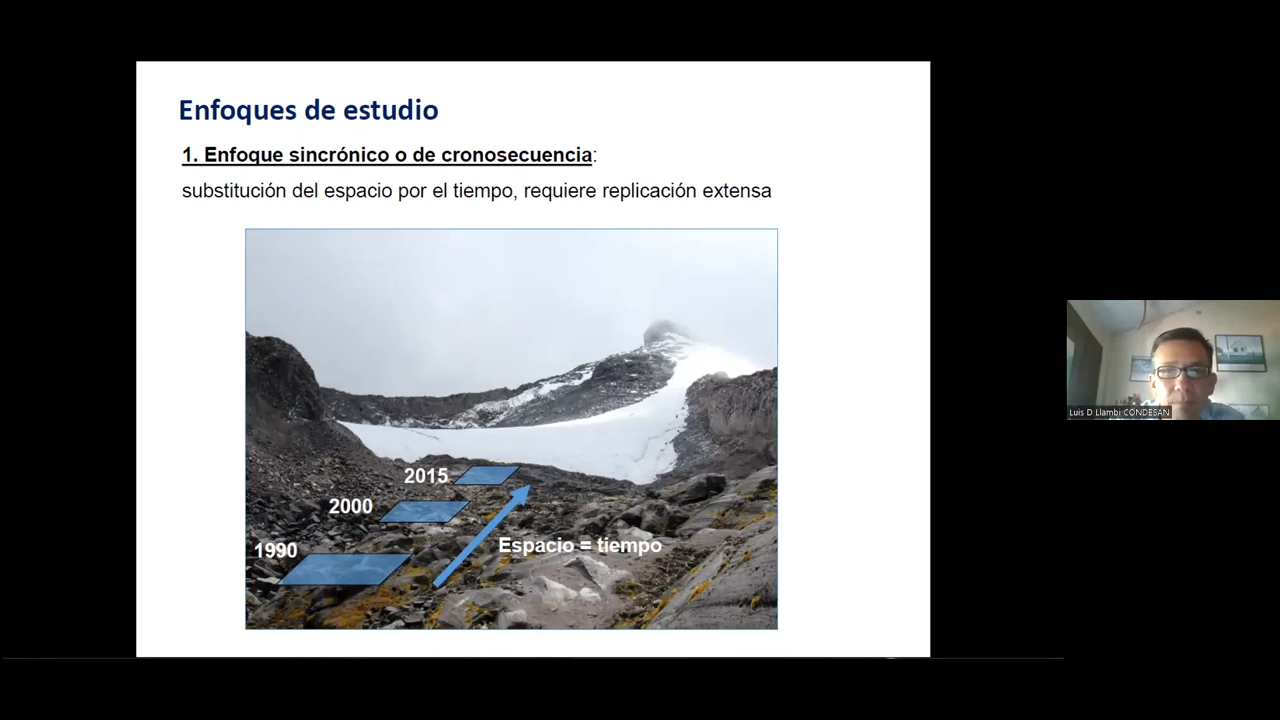 Enfoques de estudio
1. Enfoque sincrónico o de cronosecuencia:
substitución del espacio por el tiempo, requiere replicación extensa
2015
2000
1990
Espacio = tiempo
Luis D Llambi CONDESAN